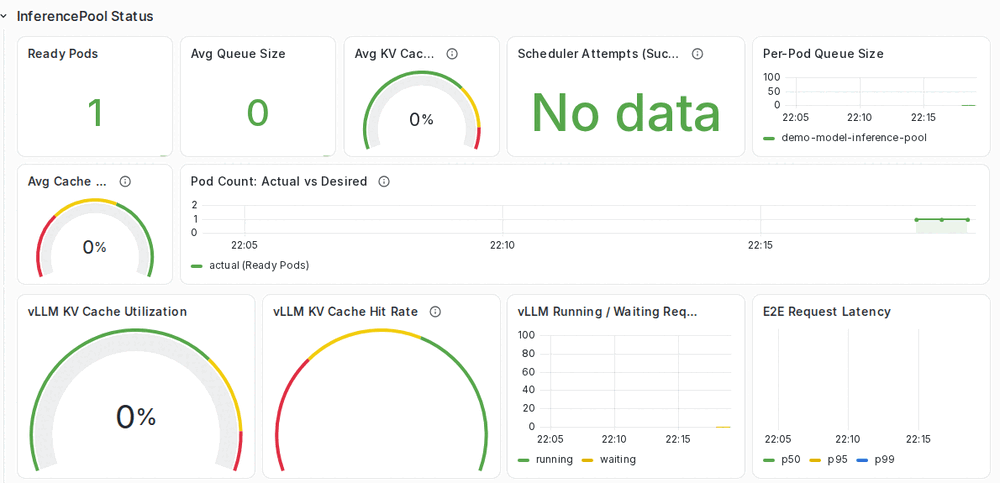 InferencePool Status
Ready Pods
1
Avg Queue Size
0
Avg KV Cac...
0%
Scheduler Attempts (Suc...
No data
Per-Pod Queue Size
100
50
0
22:05 22:10 22:15
demo-model-inference-pool
Avg Cache ...
0%
Pod Count: Actual vs Desired
2
1
0
22:05 22:10 22:15
actual (Ready Pods)
vLLM KV Cache Utilization
0%
vLLM KV Cache Hit Rate
vLLM Running / Waiting Req...
100
80
60
40
20
0
22:05 22:10 22:15
running waiting
E2E Request Latency
22:05 22:10 22:15
p50 p95 p99